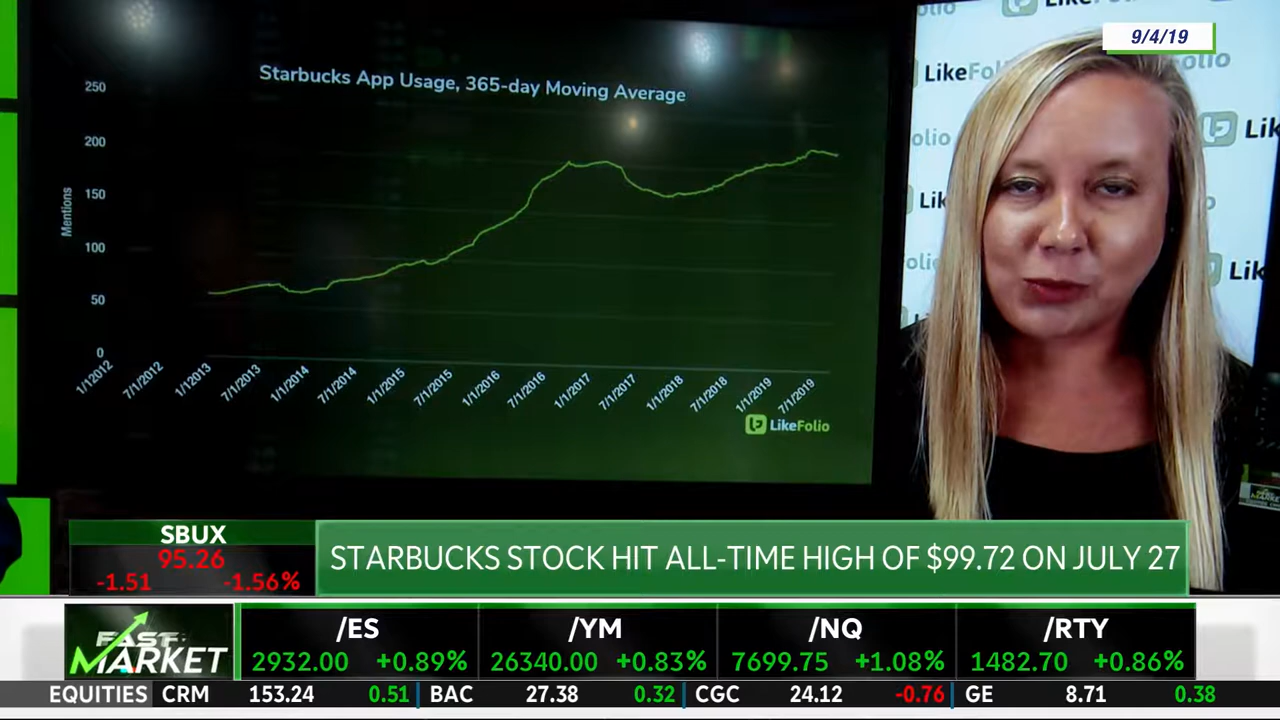 9/4/19
Starbucks App Usage, 365-day Moving Average
250
200
150
100
50
0
Mentions
1/12012
7/1/2012
1/12013
7/1/2013
1/1/2014
7/1/2014
1/1/2015
7/1/2015
1/1/2016
7/1/2016
1/1/2017
7/1/2017
1/1/2018
7/1/2018
1/1/2019
7/1/2019
LikeFolio
LikeFolio
SBUX
95.26
-1.51 -1.56%
STARBUCKS STOCK HIT ALL-TIME HIGH OF $99.72 ON JULY 27
FAST MARKET
/ES
2932.00 +0.89%
/YM
26340.00 +0.83%
/NQ
7699.75 +1.08%
/RTY
1482.70 +0.86%
EQUITIES CRM 153.24 0.51 BAC 27.38 0.32 CGC 24.12 -0.76 GE 8.71 0.38